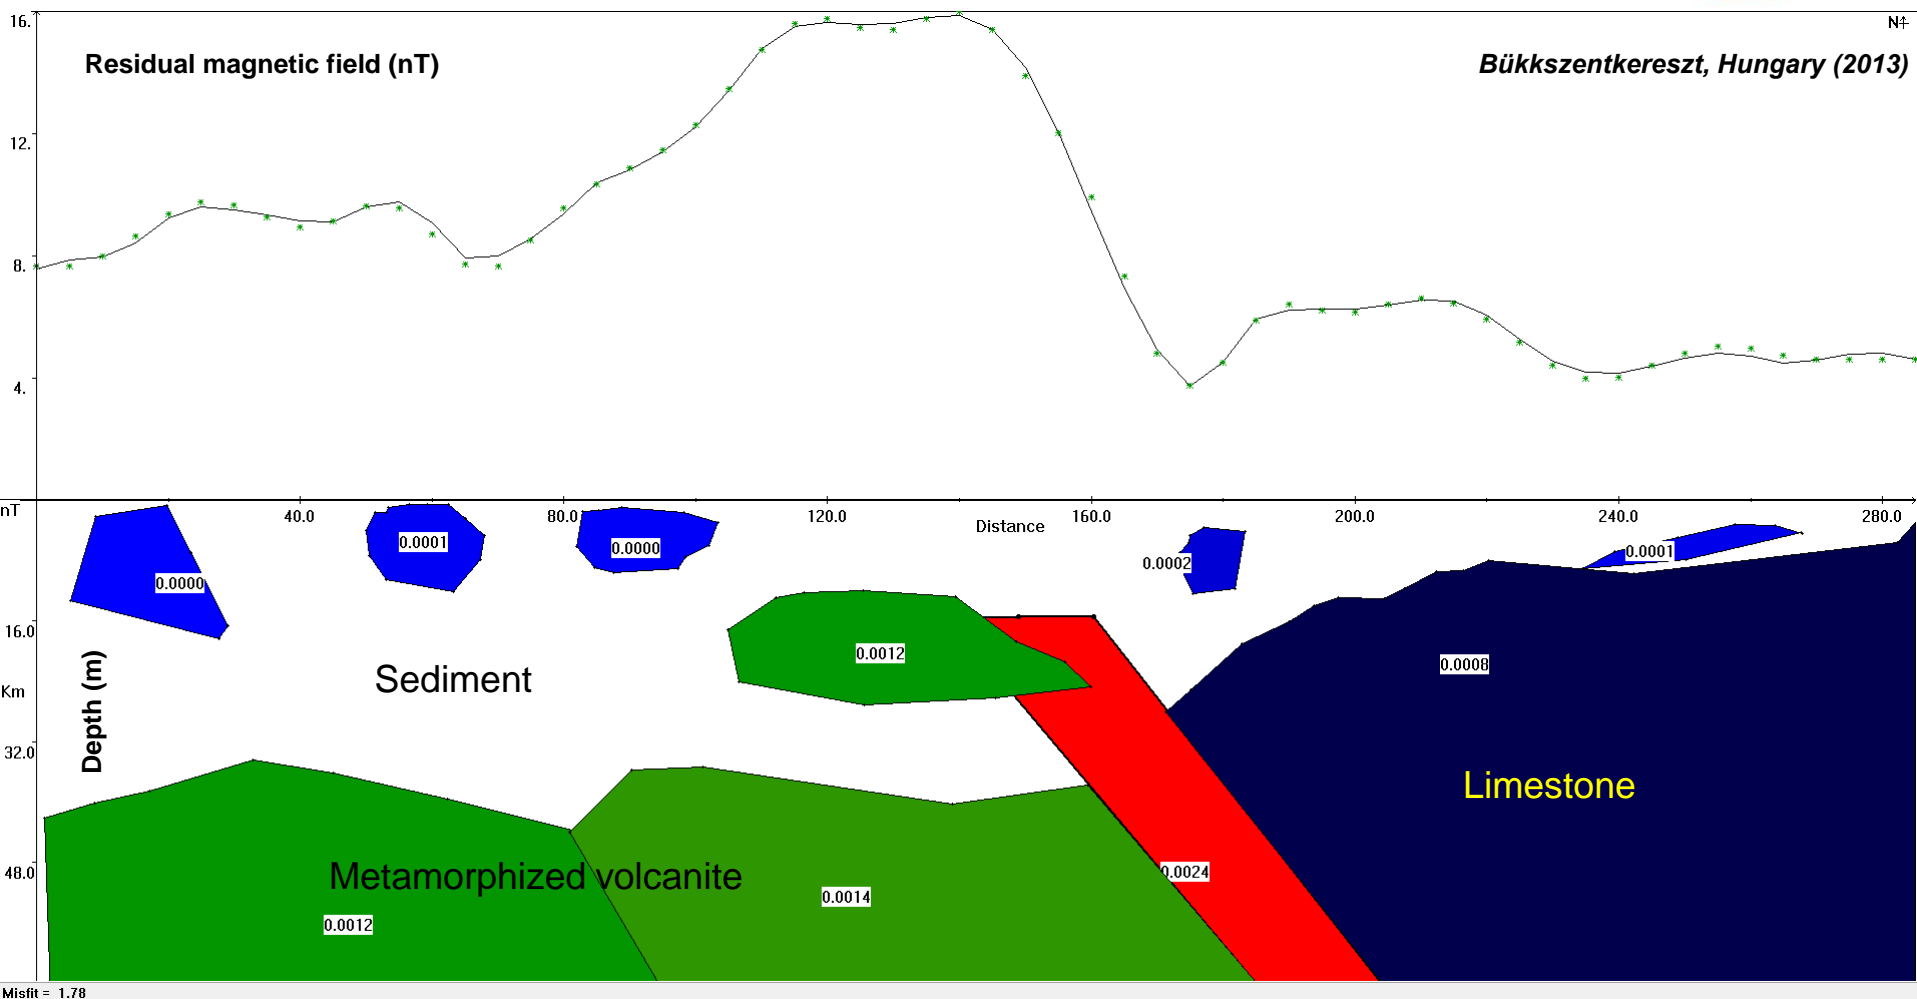 16.
N
Residual magnetic field (nT)
Bükkszentkereszt, Hungary (2013)
12.
8.
4.
nT
40.0
80.0
120.0
Distance
160.0
200.0
240.0
280.0
0.0001
0.0000
0.0001
0.0002
0.0000
16.0
0.0012
0.0008
Sediment
Km
Depth (m)
32.0
Limestone
48.0
Metamorphized volcanite
0.0024
0.0014
0.0012
Misfit = 1.78